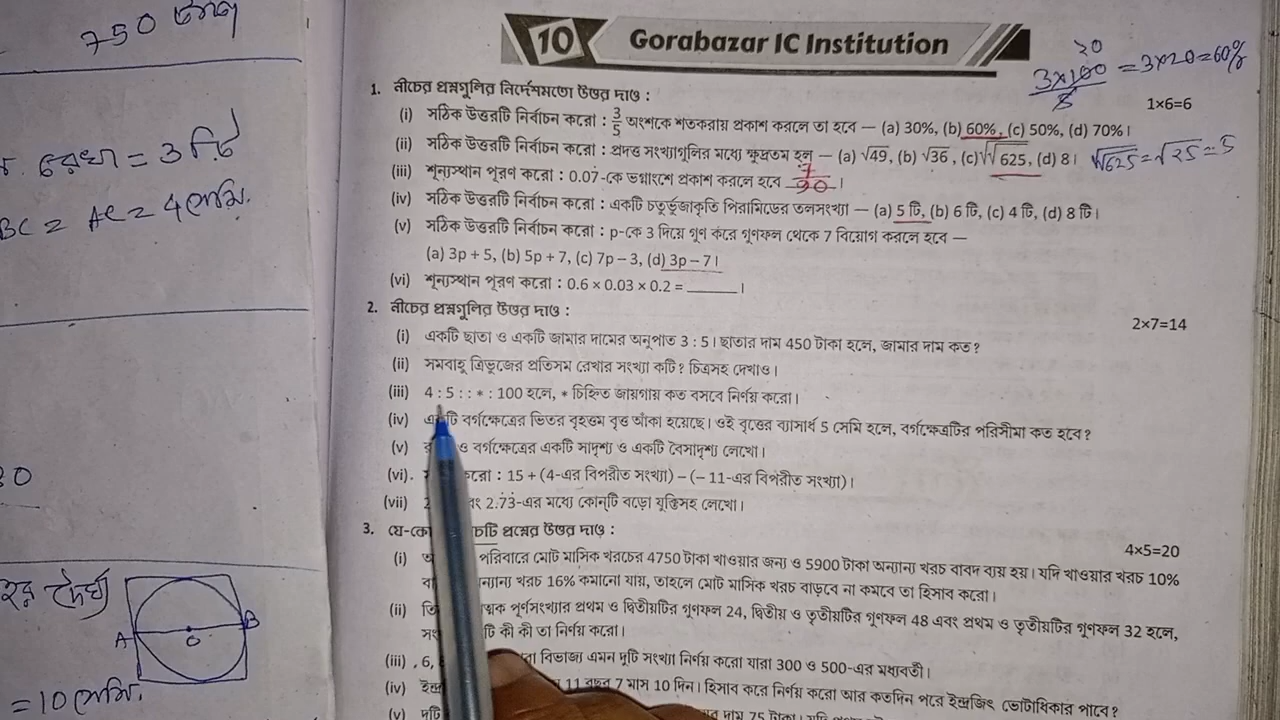 750 টাকা
রেখা = 3 টি
BC = AC = 4 সেমি.
A B O
= 10 সেমি.
10 Gorabazar IC Institution
3×100/5 20 = 3×20 = 60%
1. নীচের প্রশ্নগুলির নির্দেশমতো উত্তর দাও : 1×6=6
(i) সঠিক উত্তরটি নির্বাচন করো : 3/5 অংশকে শতকরায় প্রকাশ করলে তা হবে — (a) 30%, (b) 60%, (c) 50%, (d) 70%।
(ii) সঠিক উত্তরটি নির্বাচন করো : প্রদত্ত সংখ্যাগুলির মধ্যে ক্ষুদ্রতম হল — (a) √49, (b) √36, (c) √√625, (d) 8। √√625 = √25 = 5
(iii) শূন্যস্থান পূরণ করো : 0.07̇-কে ভগ্নাংশে প্রকাশ করলে হবে 7/90 ।
(iv) সঠিক উত্তরটি নির্বাচন করো : একটি চতুর্ভুজাকৃতি পিরামিডের তলসংখ্যা — (a) 5 টি, (b) 6 টি, (c) 4 টি, (d) 8 টি।
(v) সঠিক উত্তরটি নির্বাচন করো : p-কে 3 দিয়ে গুণ করে গুণফল থেকে 7 বিয়োগ করলে হবে —
(a) 3p + 5, (b) 5p + 7, (c) 7p – 3, (d) 3p – 7।
(vi) শূন্যস্থান পূরণ করো : 0.6 × 0.03 × 0.2 = ______।
2. নীচের প্রশ্নগুলির উত্তর দাও : 2×7=14
(i) একটি ছাতা ও একটি জামার দামের অনুপাত 3 : 5। ছাতার দাম 450 টাকা হলে, জামার দাম কত?
(ii) সমবাহু ত্রিভুজের প্রতিসম রেখার সংখ্যা কটি? চিত্রসহ দেখাও।
(iii) 4 : 5 : : * : 100 হলে, * চিহ্নিত জায়গায় কত বসবে নির্ণয় করো।
(iv) একটি বর্গক্ষেত্রের ভিতর বৃহত্তম বৃত্ত আঁকা হয়েছে। ওই বৃত্তের ব্যাসার্ধ 5 সেমি হলে, বর্গক্ষেত্রটির পরিসীমা কত হবে?
(v) ও বর্গক্ষেত্রের একটি সাদৃশ্য ও একটি বৈসাদৃশ্য লেখো।
(vi). করো : 15 + (4-এর বিপরীত সংখ্যা) – (– 11-এর বিপরীত সংখ্যা)।
(vii) 2.7̇3̇-এর মধ্যে কোন্‌টি বড়ো যুক্তিসহ লেখো।
3. প্রশ্নের উত্তর দাও : 4×5=20
(i) পরিবারে মোট মাসিক খরচের 4750 টাকা খাওয়ার জন্য ও 5900 টাকা অন্যান্য খরচ বাবদ ব্যয় হয়। যদি খাওয়ার খরচ 10%
খরচ 16% কমানো যায়, তাহলে মোট মাসিক খরচ বাড়বে না কমবে তা হিসাব করো।
(ii) পূর্ণসংখ্যার প্রথম ও দ্বিতীয়টির গুণফল 24, দ্বিতীয় ও তৃতীয়টির গুণফল 48 এবং প্রথম ও তৃতীয়টির গুণফল 32 হলে,
কী কী তা নির্ণয় করো।
(iii) , 6, বিভাজ্য এমন দুটি সংখ্যা নির্ণয় করো যারা 300 ও 500-এর মধ্যবর্তী।
(iv) 11 বছর 7 মাস 10 দিন। হিসাব করে নির্ণয় করো আর কতদিন পরে ইন্দ্রজিৎ ভোটাধিকার পাবে?
(v) দুটি দাম 75 টাকা।